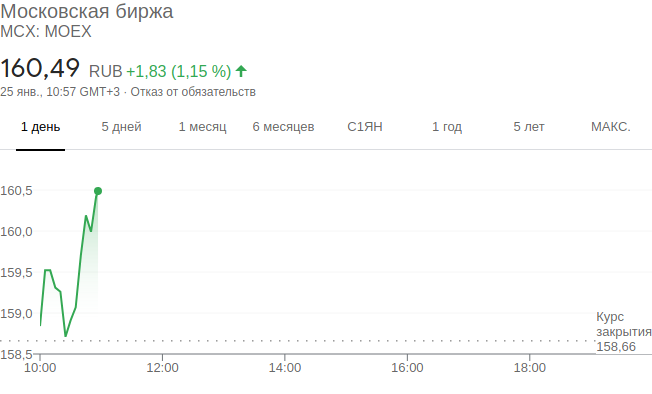 Московская биржа
MCX: MOEX
160,49 RUB +1,83 (1,15 %)
25 янв., 10:57 GMT+3 · Отказ от обязательств
1 день 5 дней 1 месяц 6 месяцев С1ЯН 1 год 5 лет МАКС.
160,5
160,0
159,5
159,0
158,5
Курс
закрытия
158,66
10:00 12:00 14:00 16:00 18:00